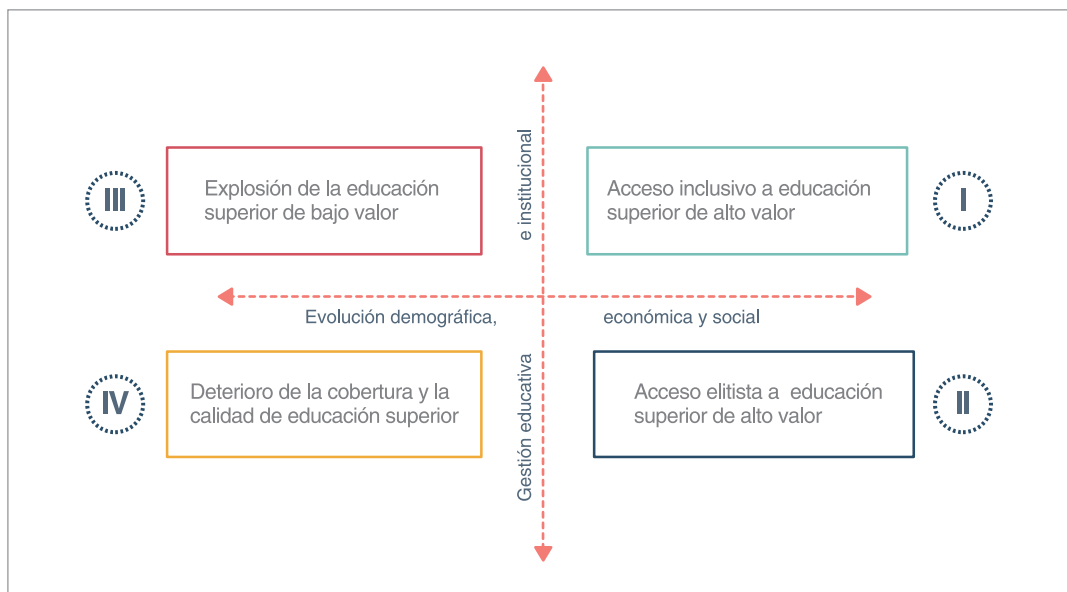 III
Explosión de la educación
superior de bajo valor
e institucional
Acceso inclusivo a educación
superior de alto valor
I
Evolución demográfica,
económica y social
IV
Deterioro de la cobertura y la
calidad de educación superior
Gestión educativa
Acceso elitista a educación
superior de alto valor
II